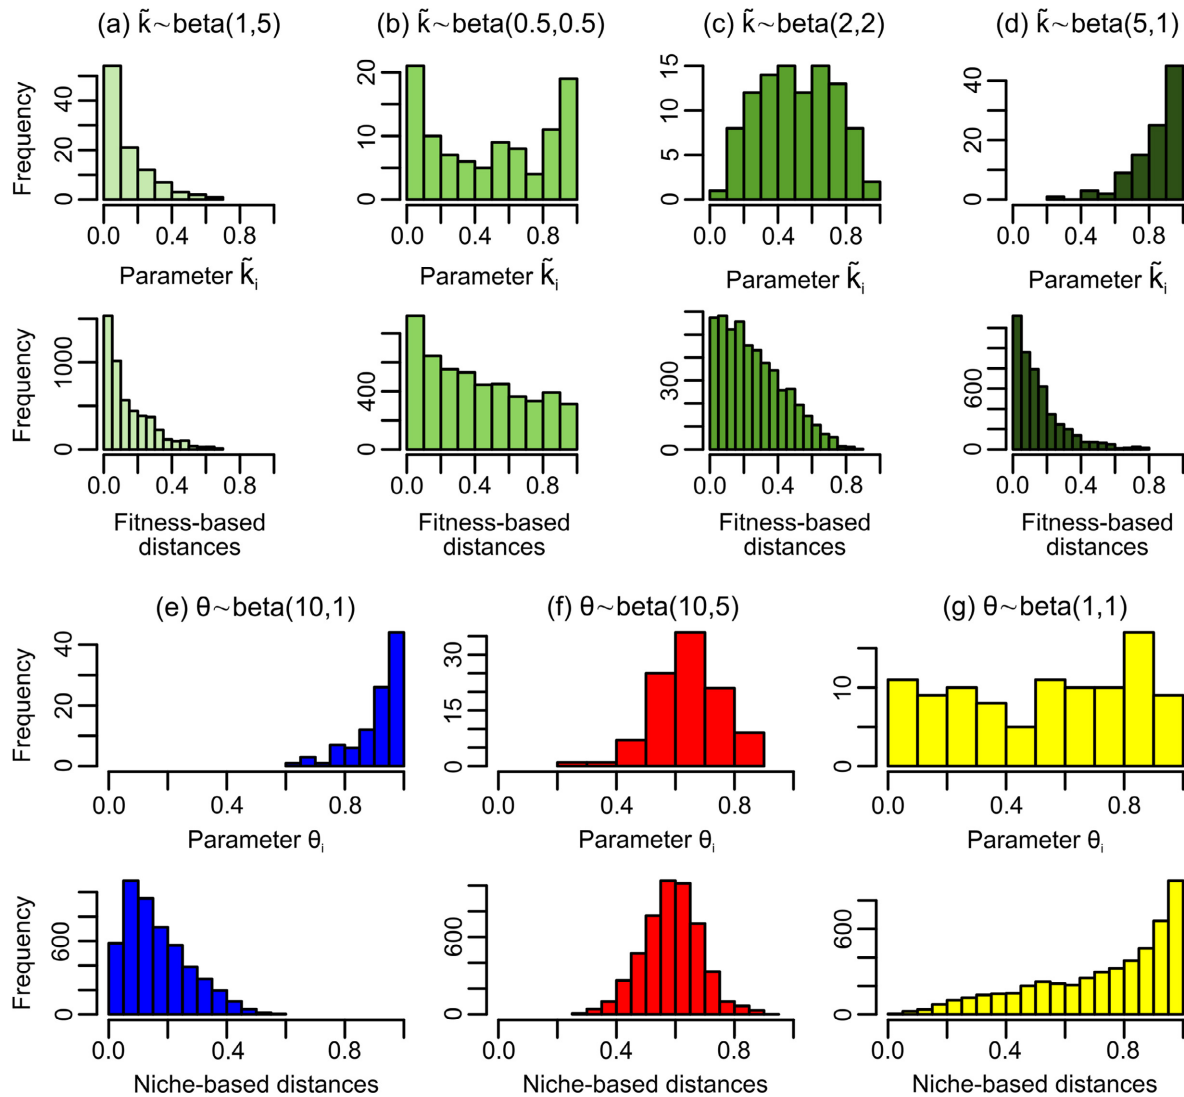 (a) k̃~beta(1,5) (b) k̃~beta(0.5,0.5) (c) k̃~beta(2,2) (d) k̃~beta(5,1)
Frequency
0 20 40
0 10 20
0 5 10 15
0 20 40
0.0 0.4 0.8 0.0 0.4 0.8 0.0 0.4 0.8 0.0 0.4 0.8
Parameter k̃i Parameter k̃i Parameter k̃i Parameter k̃i
Frequency
0 1000
0 400
0 300
0 600
0.0 0.4 0.8 0.0 0.4 0.8 0.0 0.4 0.8 0.0 0.4 0.8
Fitness-based Fitness-based Fitness-based Fitness-based
distances distances distances distances
(e) θ~beta(10,1) (f) θ~beta(10,5) (g) θ~beta(1,1)
Frequency
0 20 40
0 15 30
0 10
0.0 0.4 0.8 0.0 0.4 0.8 0.0 0.4 0.8
Parameter θi Parameter θi Parameter θi
Frequency
0 600
0 600
0 600
0.0 0.4 0.8 0.0 0.4 0.8 0.0 0.4 0.8
Niche-based distances Niche-based distances Niche-based distances